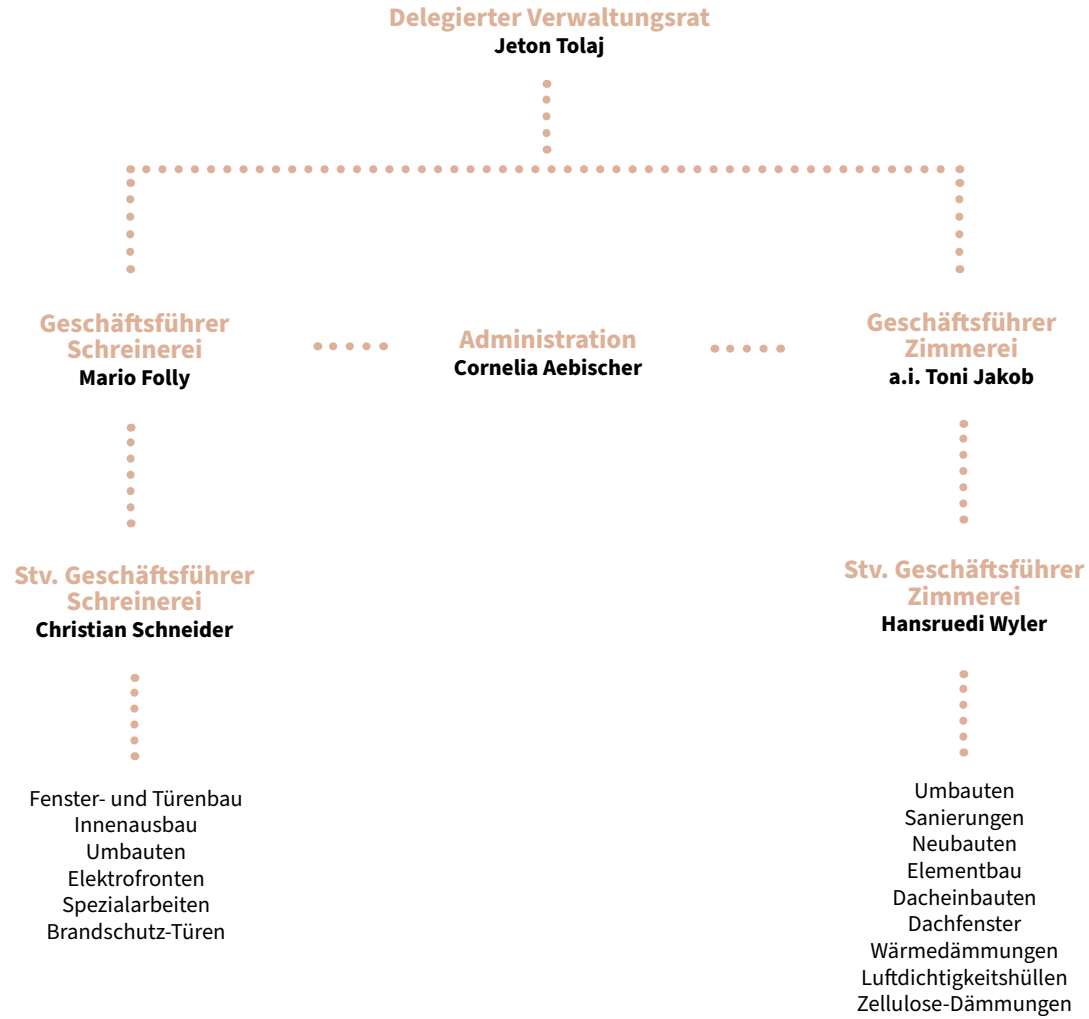 Delegierter Verwaltungsrat
Jeton Tolaj
Geschäftsführer
Schreinerei
Mario Folly
Administration
Cornelia Aebischer
Geschäftsführer
Zimmerei
a.i. Toni Jakob
Stv. Geschäftsführer
Schreinerei
Christian Schneider
Stv. Geschäftsführer
Zimmerei
Hansruedi Wyler
Fenster- und Türenbau
Innenausbau
Umbauten
Elektrofronten
Spezialarbeiten
Brandschutz-Türen
Umbauten
Sanierungen
Neubauten
Elementbau
Dacheinbauten
Dachfenster
Wärmedämmungen
Luftdichtigkeitshüllen
Zellulose-Dämmungen